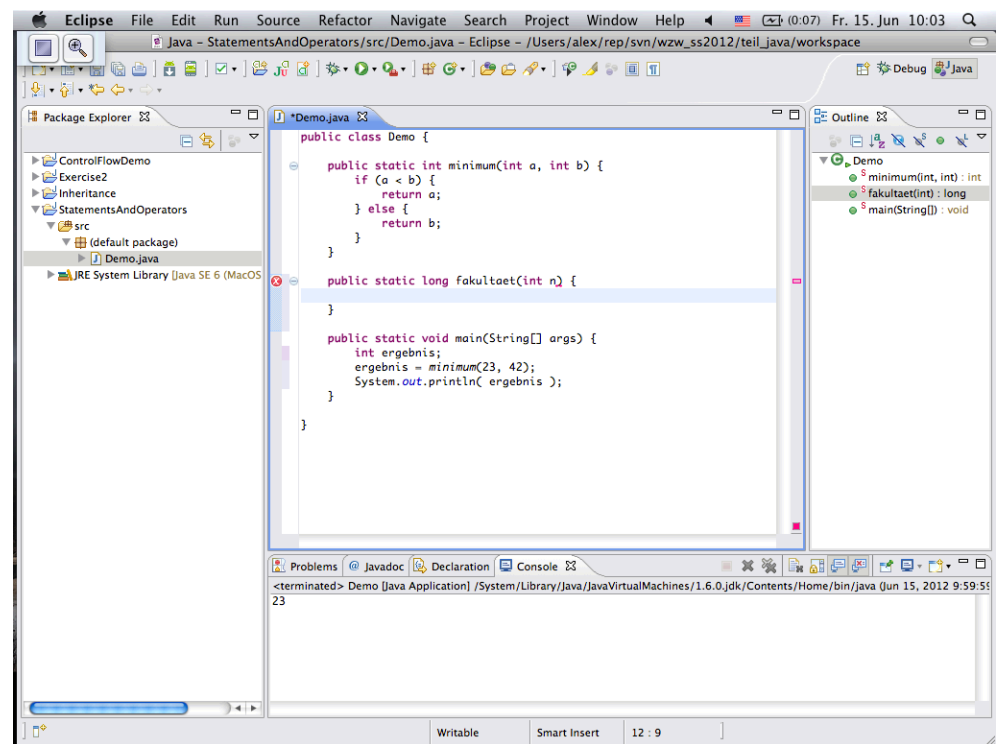 Eclipse File Edit Run Source Refactor Navigate Search Project Window Help (0:07) Fr. 15. Jun 10:03
Java – StatementsAndOperators/src/Demo.java – Eclipse – /Users/alex/rep/svn/wzw_ss2012/teil_java/workspace
Debug Java
Package Explorer
ControlFlowDemo
Exercise2
Inheritance
StatementsAndOperators
src
(default package)
Demo.java
JRE System Library [Java SE 6 (MacOS
*Demo.java
public class Demo {
public static int minimum(int a, int b) {
if (a < b) {
return a;
} else {
return b;
}
}
public static long fakultaet(int n) {
}
public static void main(String[] args) {
int ergebnis;
ergebnis = minimum(23, 42);
System.out.println( ergebnis );
}
}
Outline
Demo
minimum(int, int) : int
fakultaet(int) : long
main(String[]) : void
Problems @ Javadoc Declaration Console
<terminated> Demo [Java Application] /System/Library/Java/JavaVirtualMachines/1.6.0.jdk/Contents/Home/bin/java (Jun 15, 2012 9:59:59
23
Writable Smart Insert 12 : 9